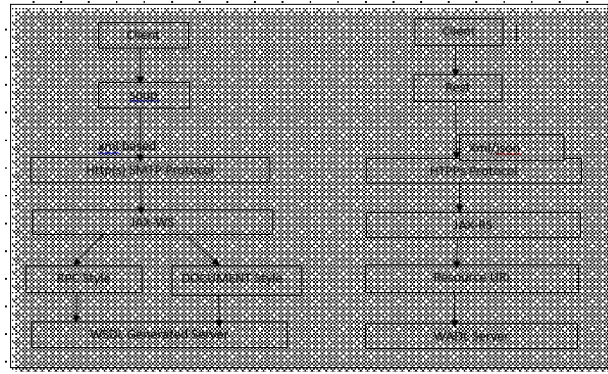 Client
Soup
xml based
Http(s) SMTP Protocol
JAX-WS
RPC Style
DOCUMENT style
WSDL Generated Server
Client
Rest
Xml/json
HTTPs Protocol
JAX-RS
Resource URI
WADL Server